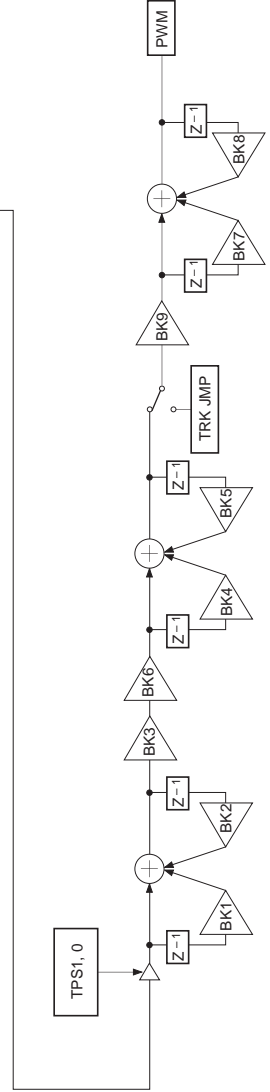 TPS1, 0
Z − 1
BK1
BK2
Z − 1
BK3
BK6
Z − 1
BK4
BK5
Z − 1
TRK JMP
BK9
Z − 1
BK7
BK8
Z − 1
PWM